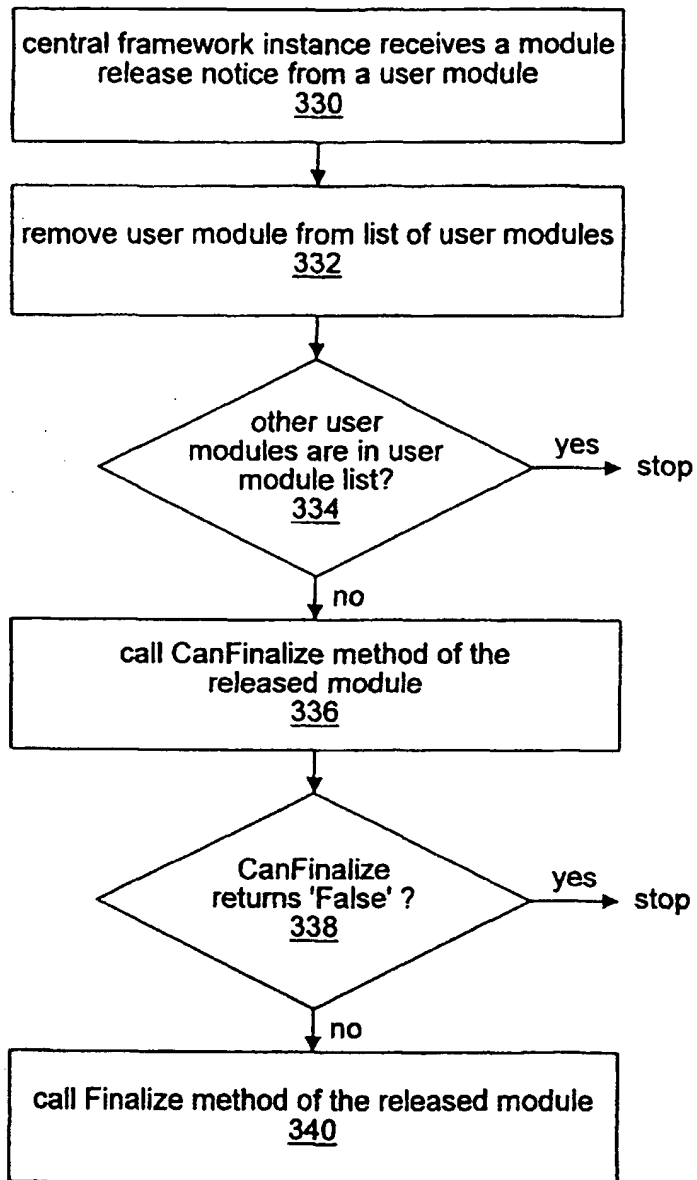 central framework instance receives a module
release notice from a user module
330
remove user module from list of user modules
332
other user
modules are in user
module list?
334
yes
stop
no
call CanFinalize method of the
released module
336
CanFinalize
returns 'False' ?
338
yes
stop
no
call Finalize method of the released module
340